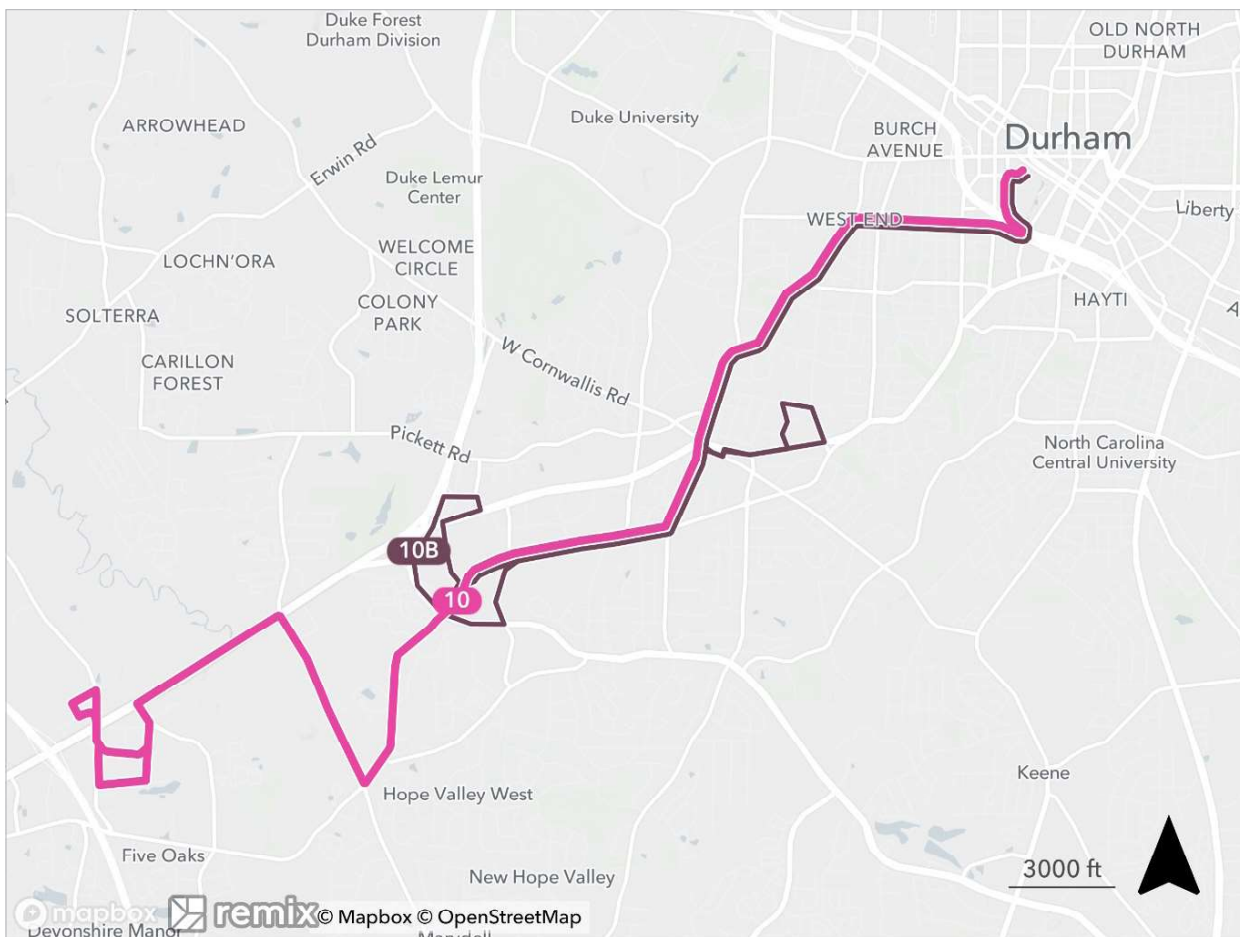 Duke Forest
Durham Division
OLD NORTH
DURHAM
ARROWHEAD
Duke University
BURCH
AVENUE
Durham
Erwin Rd
Duke Lemur
Center
Liberty
WEST END
WELCOME
CIRCLE
LOCHN'ORA
HAYTI
COLONY
PARK
SOLTERRA
A
W Cornwallis Rd
CARILLON
FOREST
Pickett Rd
North Carolina
Central University
10B
10
Keene
Hope Valley West
Five Oaks
3000 ft
New Hope Valley
mapbox remix © Mapbox © OpenStreetMap
Devonshire Manor